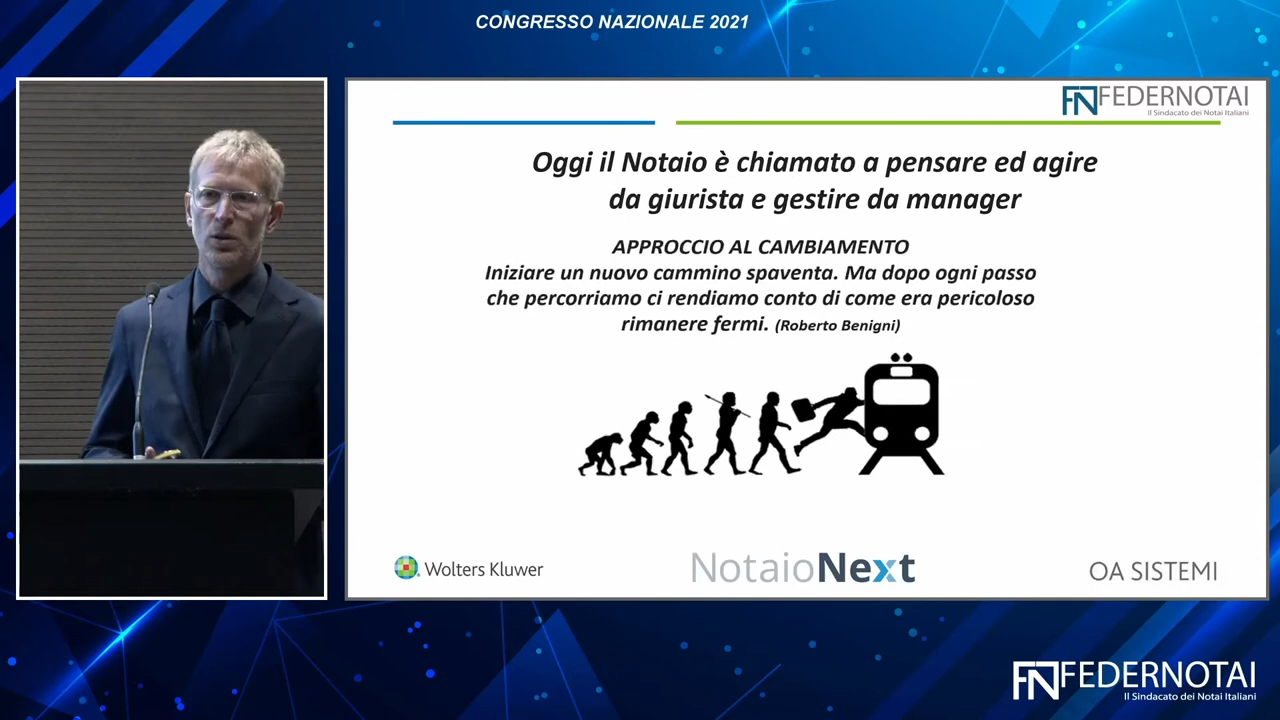 CONGRESSO NAZIONALE 2021
FN FEDERNOTAI
Il Sindacato dei Notai Italiani
Oggi il Notaio è chiamato a pensare ed agire
da giurista e gestire da manager
APPROCCIO AL CAMBIAMENTO
Iniziare un nuovo cammino spaventa. Ma dopo ogni passo
che percorriamo ci rendiamo conto di come era pericoloso
rimanere fermi. (Roberto Benigni)
Wolters Kluwer
NotaioNext
OA SISTEMI
FN FEDERNOTAI
Il Sindacato dei Notai Italiani